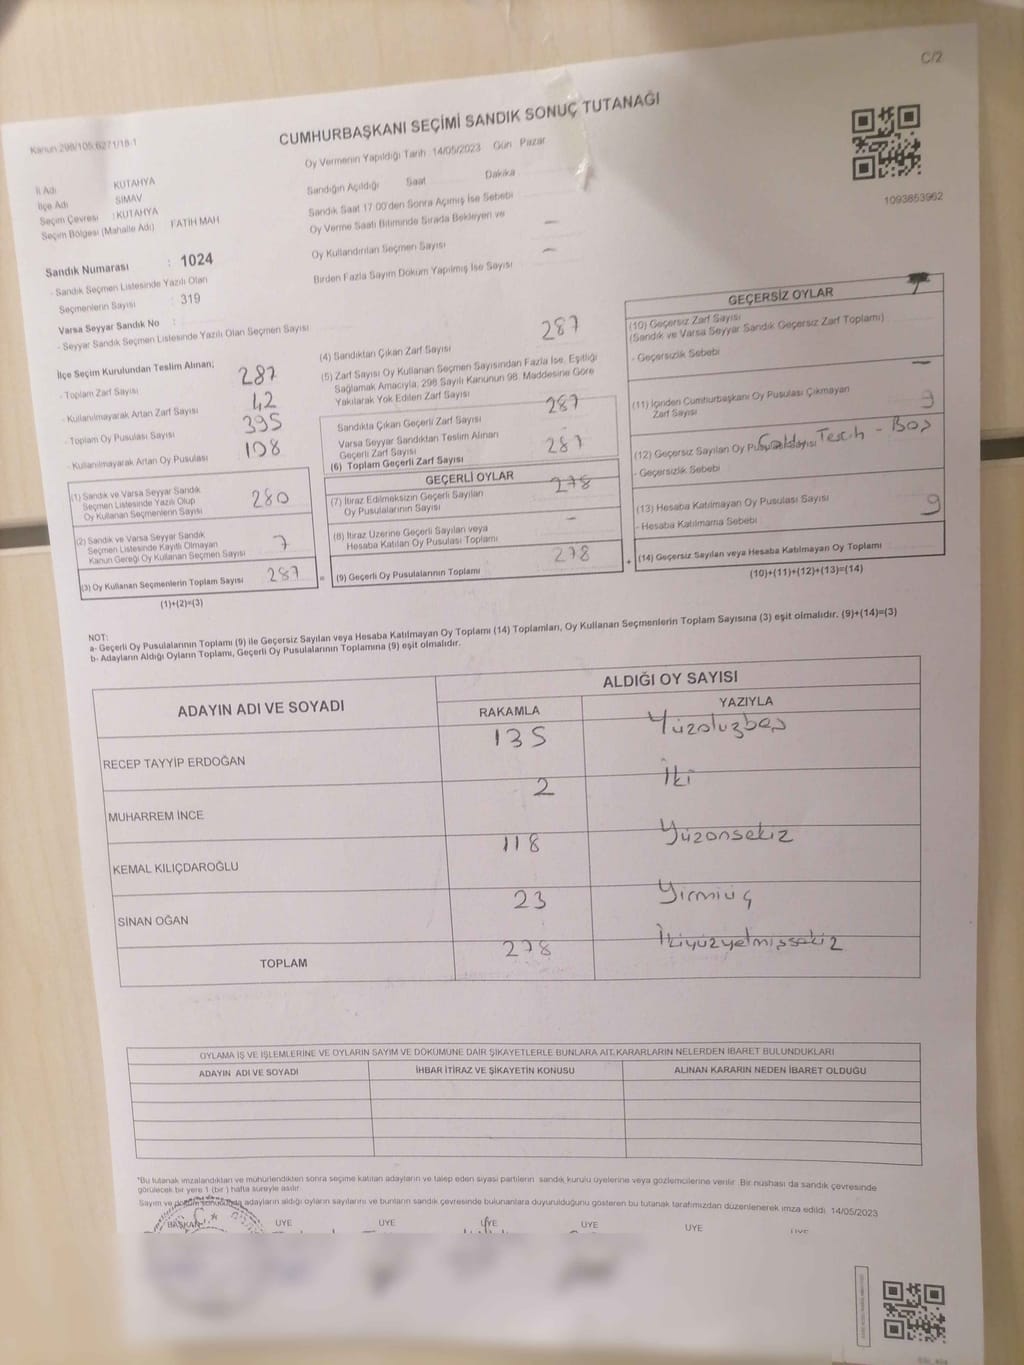 C/2
Kanun 298/105;6271/18-1
CUMHURBAŞKANI SEÇİMİ SANDIK SONUÇ TUTANAĞI
1093853962
İl Adı KUTAHYA
İlçe Adı SIMAV
Seçim Çevresi : KUTAHYA
Seçim Bölgesi (Mahalle Adı) FATİH MAH
Sandık Numarası : 1024
- Sandık Seçmen Listesinde Yazılı Olan
Seçmenlerin Sayısı : 319
Varsa Seyyar Sandık No :
- Seyyar Sandık Seçmen Listesinde Yazılı Olan Seçmen Sayısı
İlçe Seçim Kurulundan Teslim Alınan;
- Toplam Zarf Sayısı 287
- Kullanılmayarak Artan Zarf Sayısı 42
- Toplam Oy Pusulası Sayısı 395
- Kullanılmayarak Artan Oy Pusulası 108
(1) Sandık ve Varsa Seyyar Sandık
Seçmen Listesinde Yazılı Olup
Oy Kullanan Seçmenlerin Sayısı 280
(2) Sandık ve Varsa Seyyar Sandık
Seçmen Listesinde Kayıtlı Olmayan
Kanun Gereği Oy Kullanan Seçmen Sayısı 7
(3) Oy Kullanan Seçmenlerin Toplam Sayısı 287
(1)+(2)=(3)
Oy Vermenin Yapıldığı Tarih :14/05/2023 Gün Pazar
Sandığın Açıldığı Saat Dakika
Sandık Saat 17:00'den Sonra Açımış İse Sebebi
Oy Verme Saati Bitiminde Sırada Bekleyen ve
Oy Kullandırılan Seçmen Sayısı —
Birden Fazla Sayım Döküm Yapılmış İse Sayısı —
(4) Sandıktan Çıkan Zarf Sayısı 287
(5) Zarf Sayısı Oy Kullanan Seçmen Sayısından Fazla İse, Eşitliği
Sağlamak Amacıyla, 298 Sayılı Kanunun 98. Maddesine Göre
Yakılarak Yok Edilen Zarf Sayısı
Sandıkta Çıkan Geçerli Zarf Sayısı 287
Varsa Seyyar Sandıktan Teslim Alınan
Geçerli Zarf Sayısı
(6) Toplam Geçerli Zarf Sayısı 287
GEÇERLİ OYLAR
(7) İtiraz Edilmeksizin Geçerli Sayılan
Oy Pusulalarının Sayısı 278
(8) İtiraz Üzerine Geçerli Sayılan veya
Hesaba Katılan Oy Pusulası Toplamı —
= (9) Geçerli Oy Pusulalarının Toplamı 278
GEÇERSİZ OYLAR
(10) Geçersiz Zarf Sayısı
(Sandık ve Varsa Seyyar Sandık Geçersiz Zarf Toplamı)
- Geçersizlik Sebebi
(11) İçinden Cumhurbaşkanı Oy Pusulası Çıkmayan —
Zarf Sayısı
(12) Geçersiz Sayılan Oy Pusulası Sayısı 9
- Geçersizlik Sebebi Tercih - Boş
(13) Hesaba Katılmayan Oy Pusulası Sayısı
- Hesaba Katılmama Sebebi
+ (14) Geçersiz Sayılan veya Hesaba Katılmayan Oy Toplamı 9
(10)+(11)+(12)+(13)=(14)
NOT:
a- Geçerli Oy Pusulalarının Toplamı (9) ile Geçersiz Sayılan veya Hesaba Katılmayan Oy Toplamı (14) Toplamları, Oy Kullanan Seçmenlerin Toplam Sayısına (3) eşit olmalıdır. (9)+(14)=(3)
b- Adayların Aldığı Oyların Toplamı, Geçerli Oy Pusulalarının Toplamına (9) eşit olmalıdır.
ADAYIN ADI VE SOYADI ALDIĞI OY SAYISI
RAKAMLA YAZIYLA
RECEP TAYYİP ERDOĞAN 135 Yüzotuzbeş
MUHARREM İNCE 2 İki
KEMAL KILIÇDAROĞLU 118 Yüzonsekiz
SİNAN OĞAN 23 Yirmiüç
TOPLAM 278 İkiyüzyetmişsekiz
OYLAMA İŞ VE İŞLEMLERİNE VE OYLARIN SAYIM VE DÖKÜMÜNE DAİR ŞİKAYETLERLE BUNLARA AİT KARARLARIN NELERDEN İBARET BULUNDUKLARI
ADAYIN ADI VE SOYADI İHBAR İTİRAZ VE ŞİKAYETİN KONUSU ALINAN KARARIN NEDEN İBARET OLDUĞU
*Bu tutanak imzalandıktan ve mühürlendikten sonra seçime katılan adayların ve talep eden siyasi partilerin sandık kurulu üyelerine veya gözlemcilerine verilir. Bir nüshası da sandık çevresinde
görülecek bir yere 1 (bir ) hafta süreyle asılır.
Sayım ve döküm sonucunda adayların aldığı oyların sayılarını ve bunların sandık çevresinde bulunanlara duyurulduğunu gösteren bu tutanak tarafımızdan düzenlenerek imza edildi. 14/05/2023
BAŞKAN ÜYE ÜYE ÜYE ÜYE ÜYE ÜYE